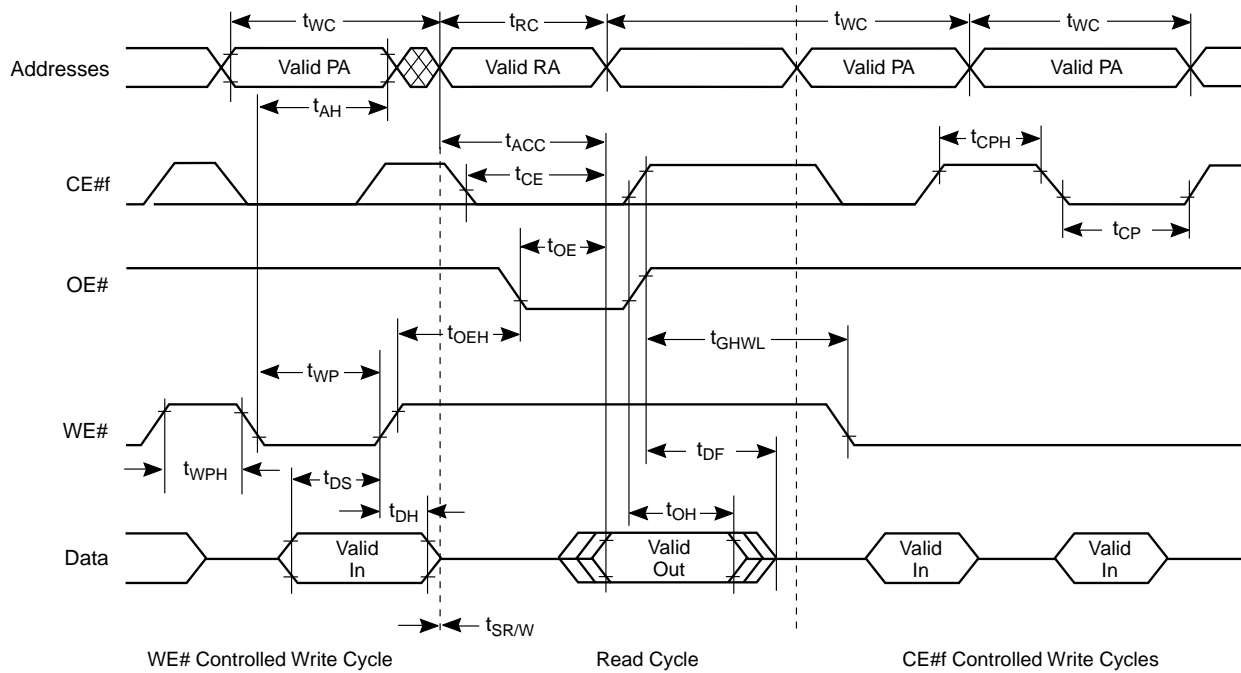 tWC tRC tWC tWC
Addresses Valid PA Valid RA Valid PA Valid PA
tAH
tACC tCPH
CE#f tCE
tOE tCP
OE#
tOEH tGHWL
tWP
WE#
tDF
tWPH tDS
tDH tOH
Data Valid In Valid Out Valid In Valid In
tSR/W
WE# Controlled Write Cycle Read Cycle CE#f Controlled Write Cycles